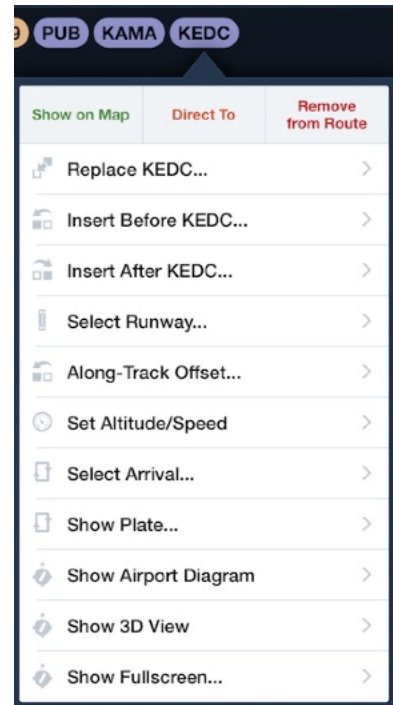 9 PUB KAMA KEDC
Show on Map Direct To Remove from Route
Replace KEDC...
Insert Before KEDC...
Insert After KEDC...
Select Runway...
Along-Track Offset...
Set Altitude/Speed
Select Arrival...
Show Plate...
Show Airport Diagram
Show 3D View
Show Fullscreen...